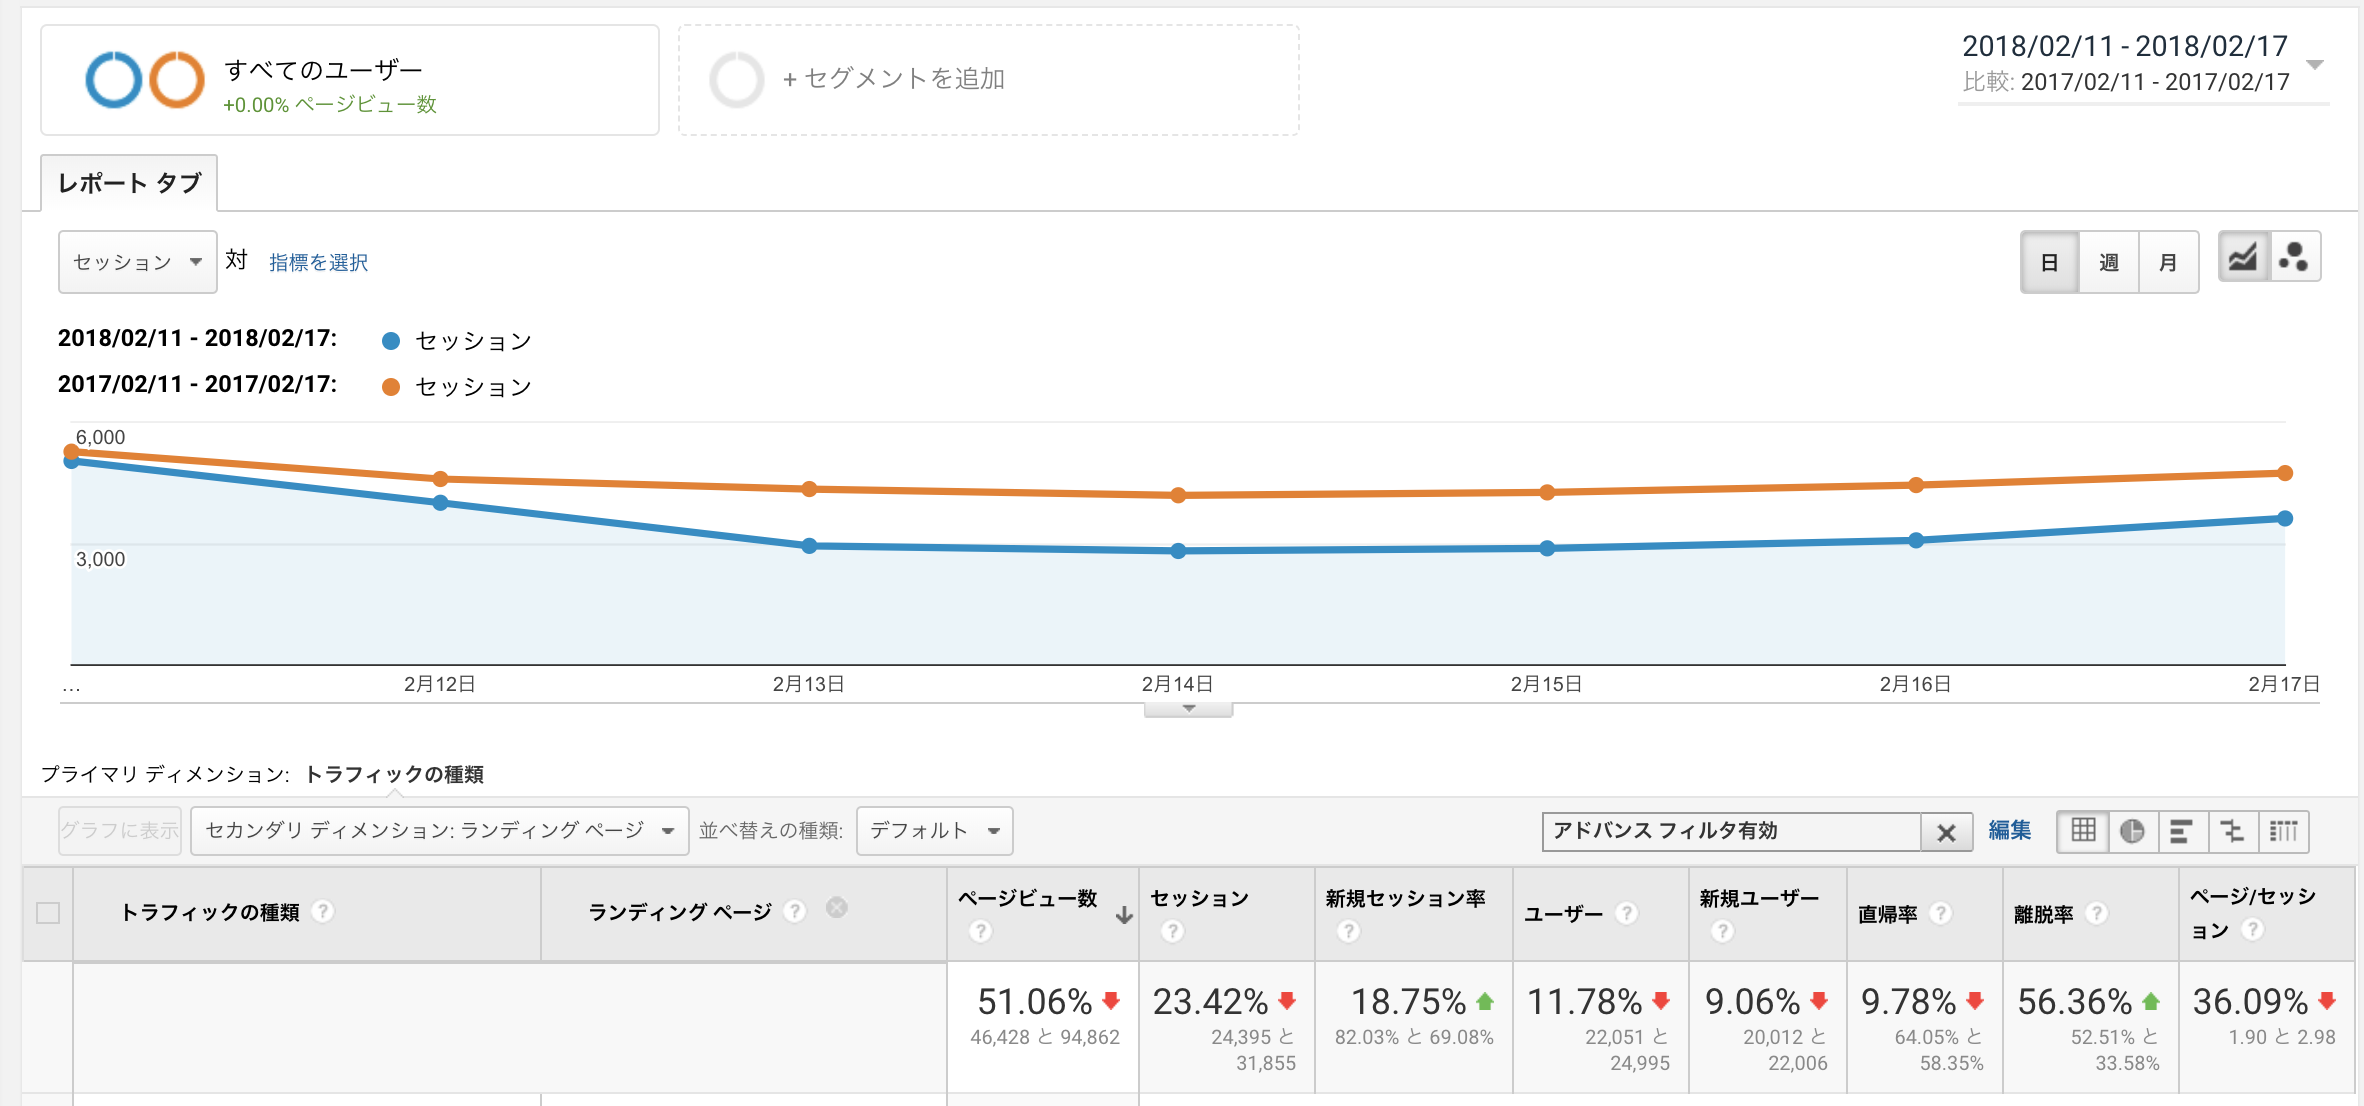 すべてのユーザー
+0.00% ページビュー数
+ セグメントを追加
2018/02/11 - 2018/02/17
比較: 2017/02/11 - 2017/02/17
レポート タブ
セッション 対 指標を選択
日 週 月
2018/02/11 - 2018/02/17: セッション
2017/02/11 - 2017/02/17: セッション
6,000
3,000
... 2月12日 2月13日 2月14日 2月15日 2月16日 2月17日
プライマリ ディメンション: トラフィックの種類
グラフに表示 セカンダリ ディメンション: ランディング ページ 並べ替えの種類: デフォルト アドバンス フィルタ有効 編集
トラフィックの種類 ?
ランディング ページ ?
ページビュー数 ?
セッション ?
新規セッション率 ?
ユーザー ?
新規ユーザー ?
直帰率 ?
離脱率 ?
ページ/セッシ
ョン ?
51.06%
46,428 と 94,862
23.42%
24,395 と
31,855
18.75%
82.03% と 69.08%
11.78%
22,051 と
24,995
9.06%
20,012 と
22,006
9.78%
64.05% と
58.35%
56.36%
52.51% と
33.58%
36.09%
1.90 と 2.98